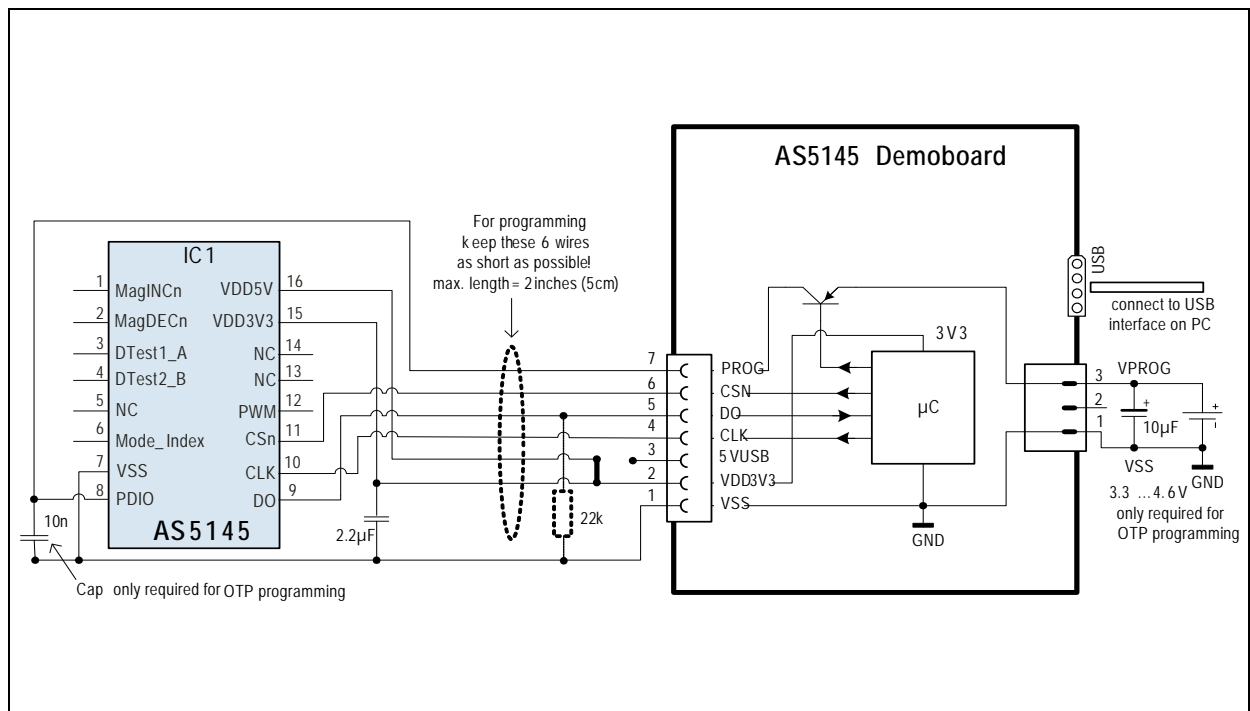 AS5145 Demoboard
For programming
keep these 6 wires
as short as possible!
max. length = 2 inches (5cm)
IC1
1 MagINCn
2 MagDECn
3 DTest1_A
4 DTest2_B
5 NC
6 Mode_Index
7 VSS
8 PDIO
VDD5V 16
VDD3V3 15
NC 14
NC 13
PWM 12
CSn 11
CLK 10
DO 9
AS5145
10n
Cap only required for OTP programming
2.2µF
22k
7 PROG
6 CSN
5 DO
4 CLK
3 5VUSB
2 VDD3V3
1 VSS
3V3
µC
GND
USB
connect to USB
interface on PC
3 VPROG
2
1
+
10µF
+
-
VSS
GND
3.3 ...4.6V
only required for
OTP programming